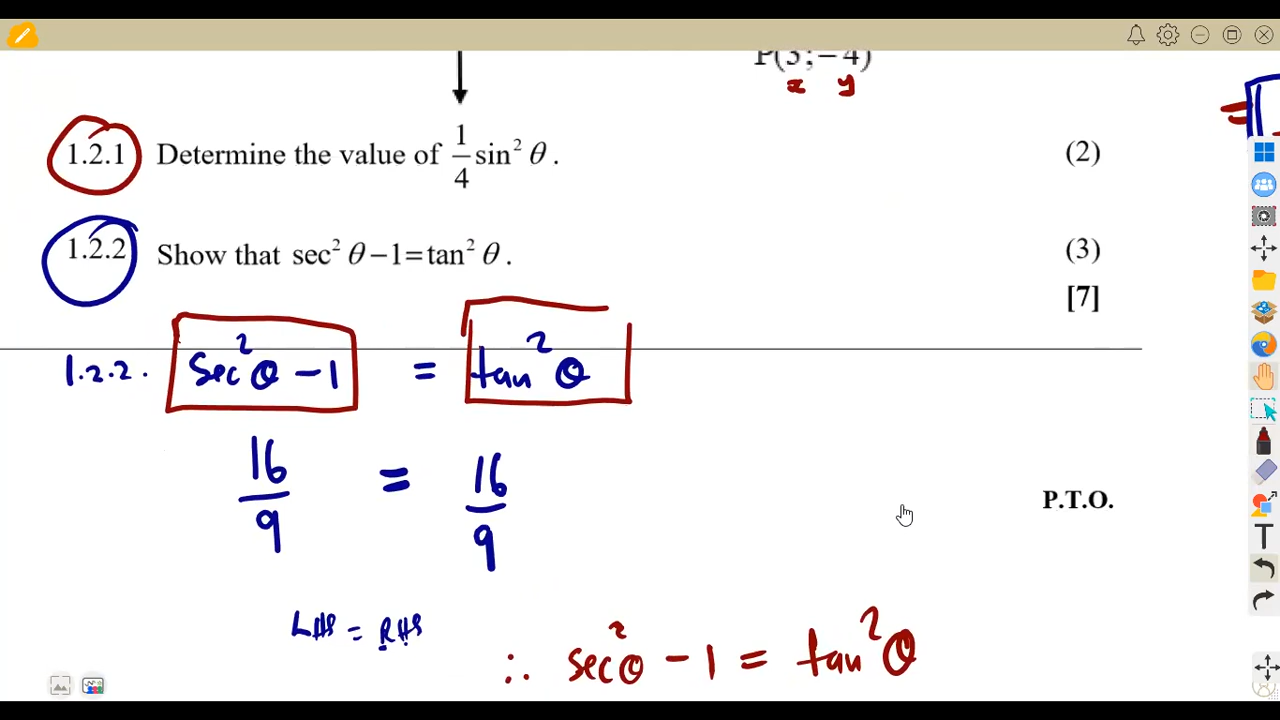 P(3;−4)
x y
1.2.1 Determine the value of 1/4 sin² θ . (2)
1.2.2 Show that sec² θ −1= tan² θ . (3)
[7]
1.2.2. sec²θ −1 = tan²θ
16/9 = 16/9
P.T.O.
LHS = RHS
∴ sec²θ − 1 = tan²θ
=
T